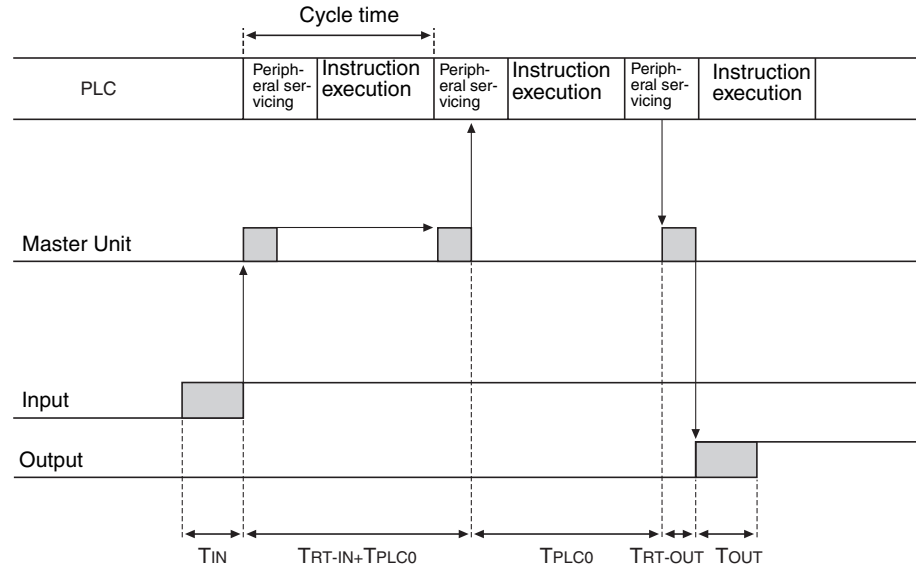 Cycle time
PLC
Periph-
eral ser-
vicing
Instruction
execution
Periph-
eral ser-
vicing
Instruction
execution
Periph-
eral ser-
vicing
Instruction
execution
Master Unit
Input
Output
TIN
TRT-IN+TPLC0
TPLC0
TRT-OUT
TOUT